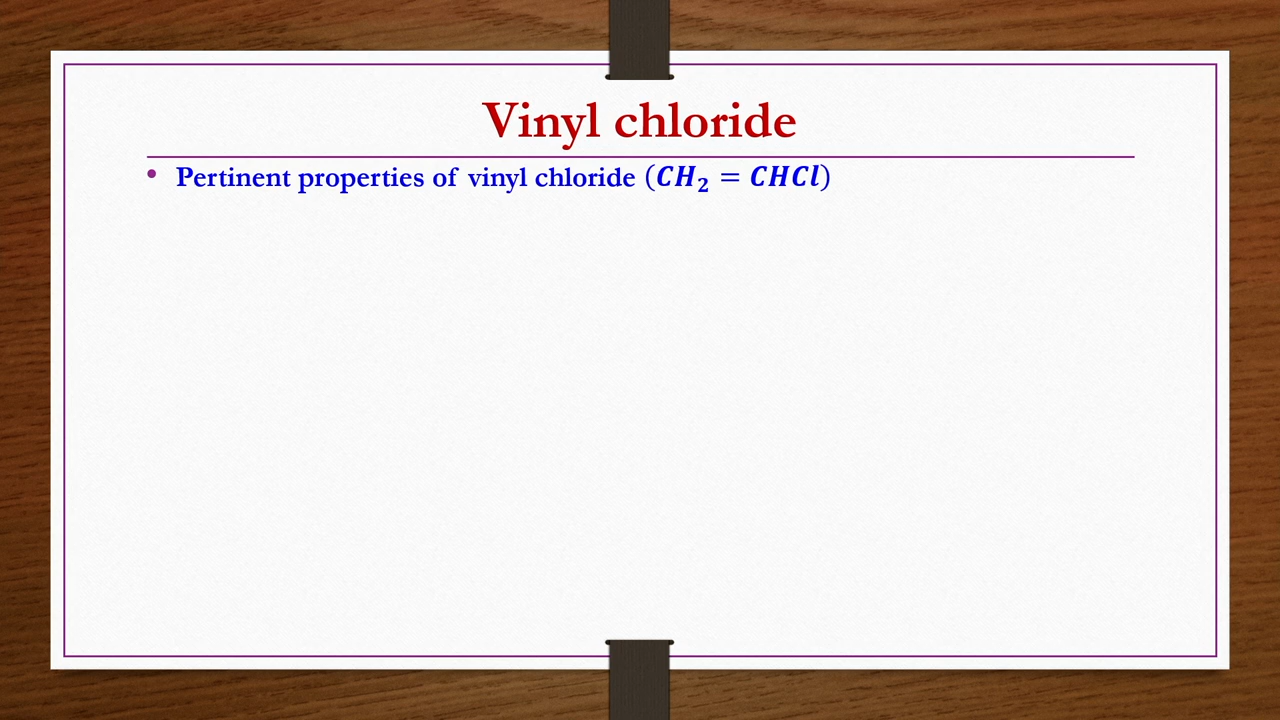 Vinyl chloride
• Pertinent properties of vinyl chloride (CH₂ = CHCl)